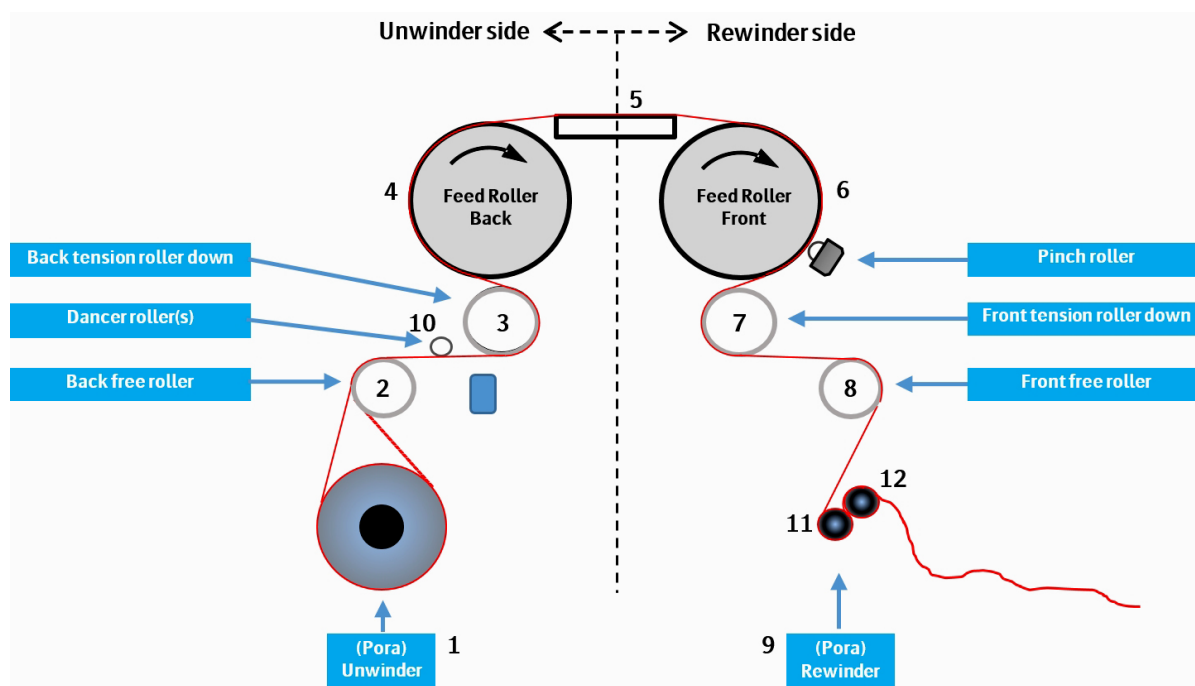 Unwinder side
Rewinder side
5
4
Feed Roller
Back
Feed Roller
Front
6
Back tension roller down
Pinch roller
Dancer roller(s)
10
3
7
Front tension roller down
Back free roller
2
8
Front free roller
12
11
(Pora)
Unwinder
1
9
(Pora)
Rewinder